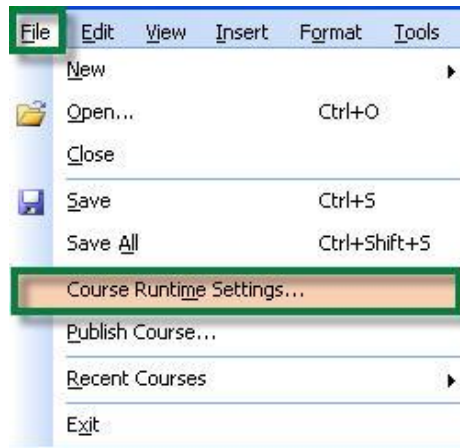 File Edit View Insert Format Tools
New
Open... Ctrl+O
Close
Save Ctrl+S
Save All Ctrl+Shift+S
Course Runtime Settings...
Publish Course...
Recent Courses
Exit